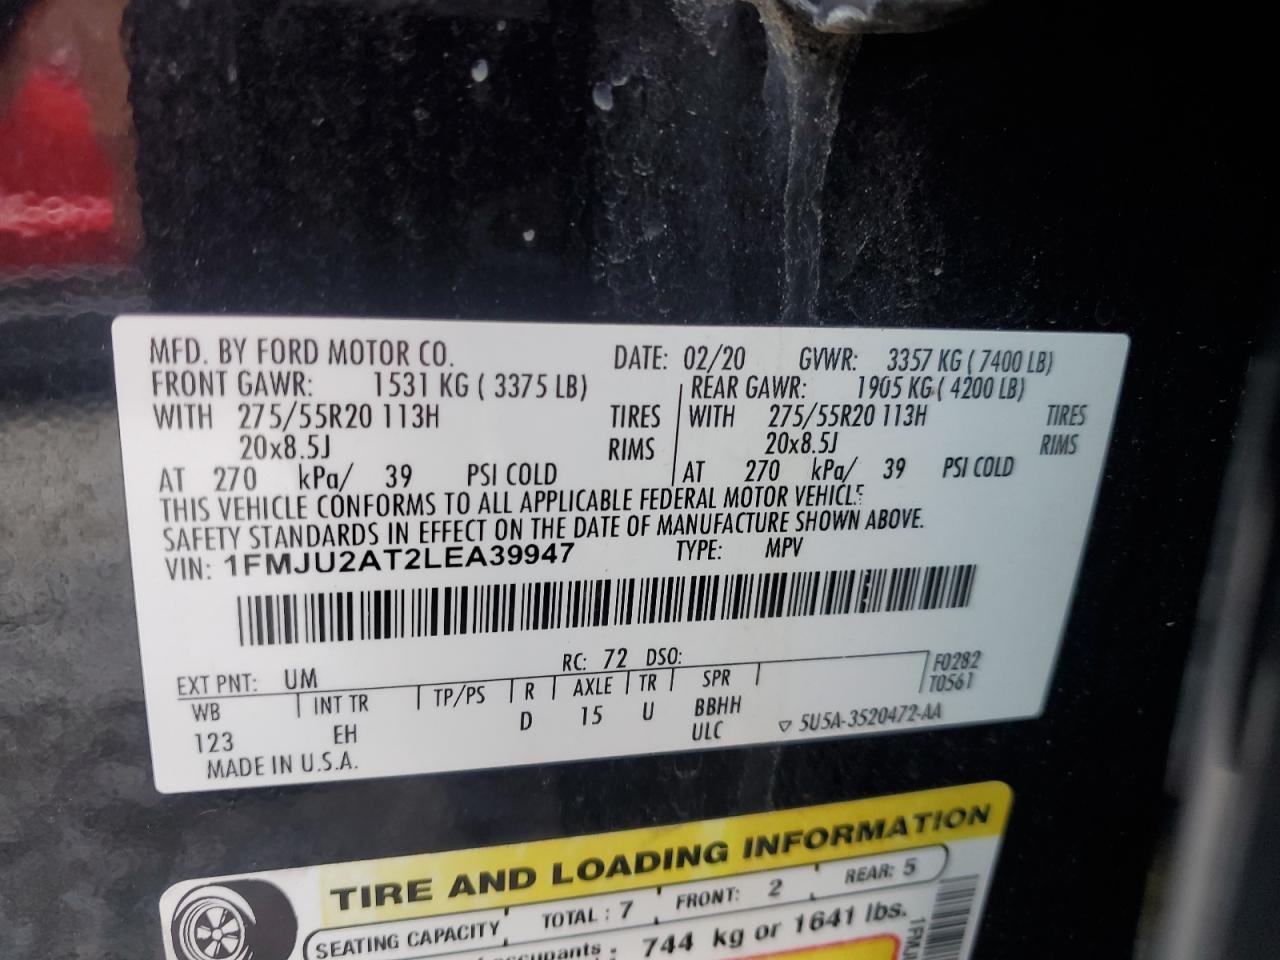 MFD. BY FORD MOTOR CO. DATE: 02/20 GVWR: 3357 KG ( 7400 LB)
FRONT GAWR: 1531 KG ( 3375 LB) REAR GAWR: 1905 KG ( 4200 LB)
WITH 275/55R20 113H TIRES WITH 275/55R20 113H TIRES
20x8.5J RIMS 20x8.5J RIMS
AT 270 kPa/ 39 PSI COLD AT 270 kPa/ 39 PSI COLD
THIS VEHICLE CONFORMS TO ALL APPLICABLE FEDERAL MOTOR VEHICLE
SAFETY STANDARDS IN EFFECT ON THE DATE OF MANUFACTURE SHOWN ABOVE.
VIN: 1FMJU2AT2LEA39947 TYPE: MPV
EXT PNT: UM RC: 72 DSO: F0282
WB INT TR TP/PS R AXLE TR SPR T0561
123 EH D 15 U BBHH
ULC ▽ 5U5A-3520472-AA
MADE IN U.S.A.
TIRE AND LOADING INFORMATION
SEATING CAPACITY TOTAL : 7 FRONT: 2 REAR: 5
744 kg or 1641 lbs.